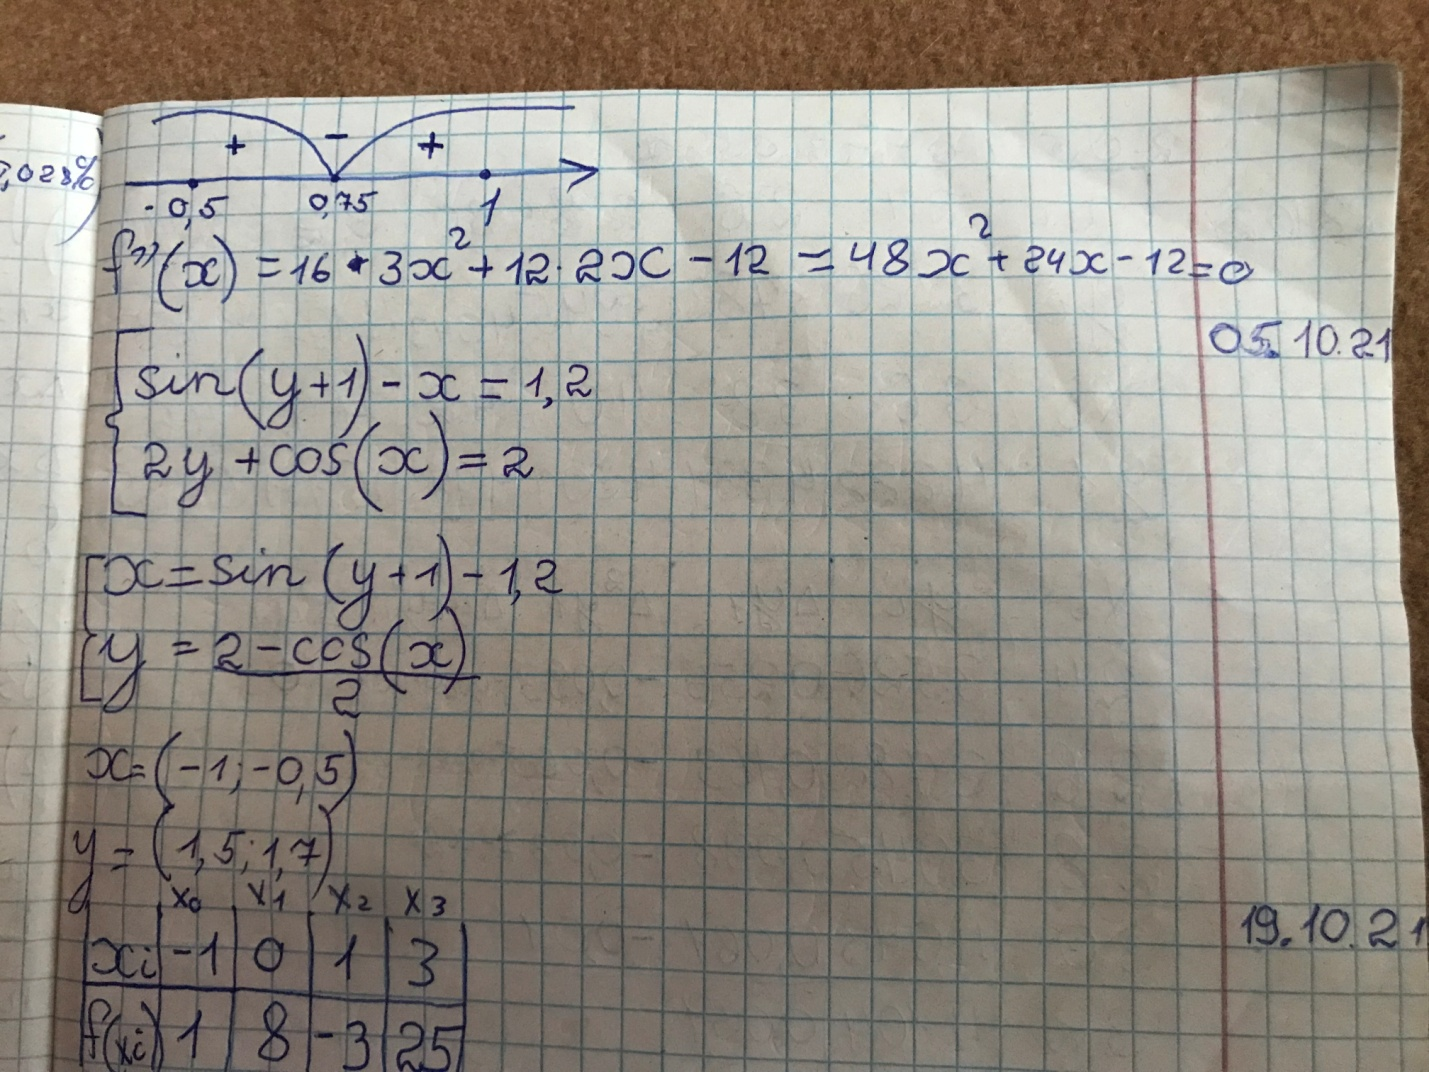 + - +
-0,5 0,75 1
,023%
f''(x) = 16 · 3x² + 12 · 2x - 12 = 48x² + 24x - 12 = 0
05.10.21
sin(y+1) - x = 1,2
2y + cos(x) = 2
x = sin(y+1) - 1,2
y = 2 - cos(x)
2
x = (-1; -0,5)
y = (1,5; 1,7)
x₀ x₁ x₂ x₃
xi -1 0 1 3
19.10.21
f(xi) 1 8 -3 25